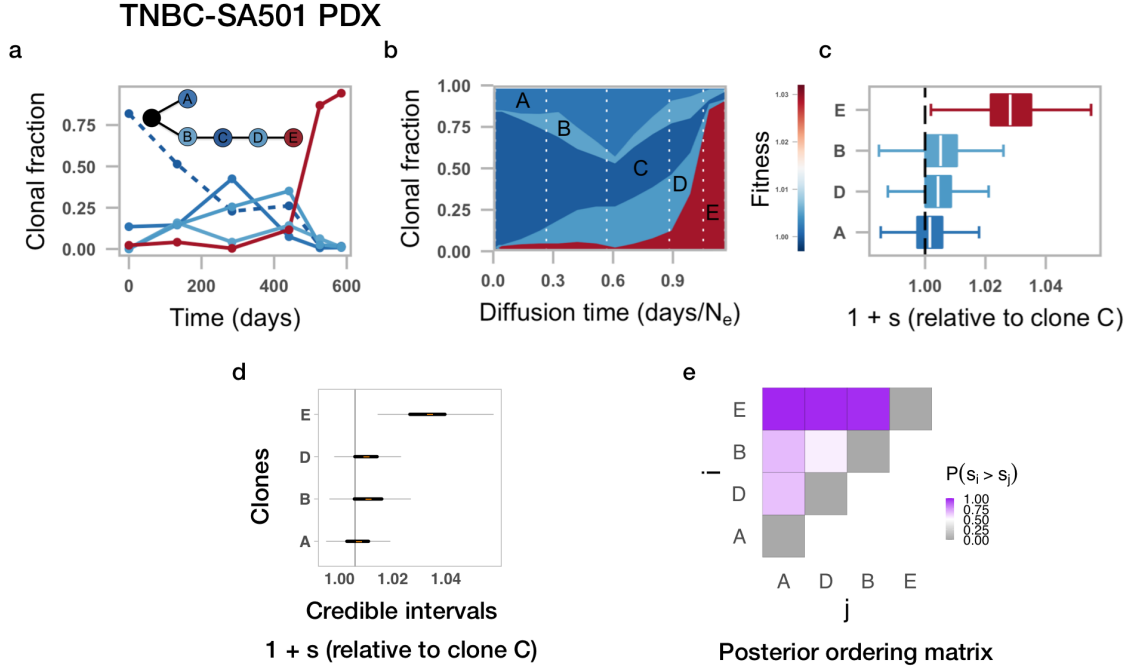 TNBC-SA501 PDX
a
Clonal fraction
0.75
0.50
0.25
0.00
A
B
C
D
E
0
200
400
600
Time (days)
b
Clonal fraction
1.00
0.75
0.50
0.25
0.00
A
B
C
D
E
0.0
0.3
0.6
0.9
Diffusion time (days/Nₑ)
Fitness
1.03
1.02
1.01
1.00
c
E
B
D
A
1.00
1.02
1.04
1 + s (relative to clone C)
d
Clones
E
D
B
A
1.00
1.02
1.04
Credible intervals
1 + s (relative to clone C)
e
i
E
B
D
A
A
D
B
E
j
P(sᵢ > sⱼ)
1.00
0.75
0.50
0.25
0.00
Posterior ordering matrix